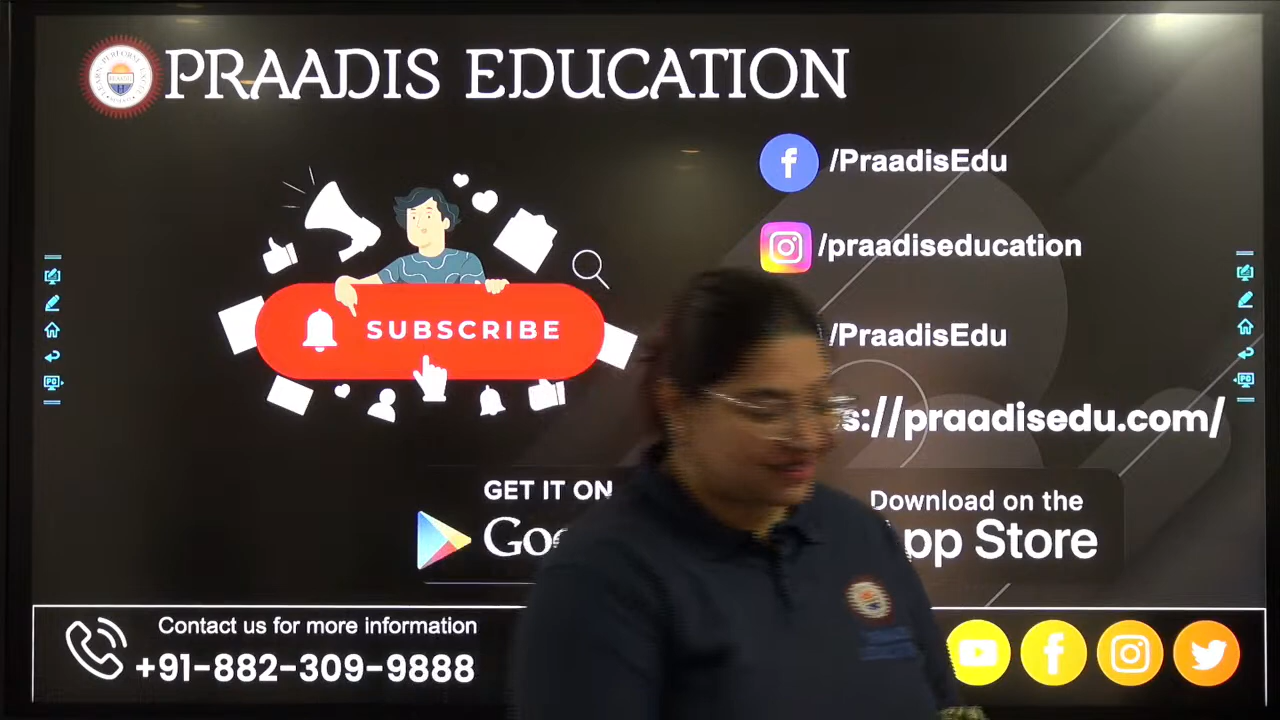 PRAADIS EDUCATION
/PraadisEdu
/praadiseducation
SUBSCRIBE
/PraadisEdu
s://praadisedu.com/
GET IT ON
Goo
Download on the
pp Store
Contact us for more information
+91-882-309-9888